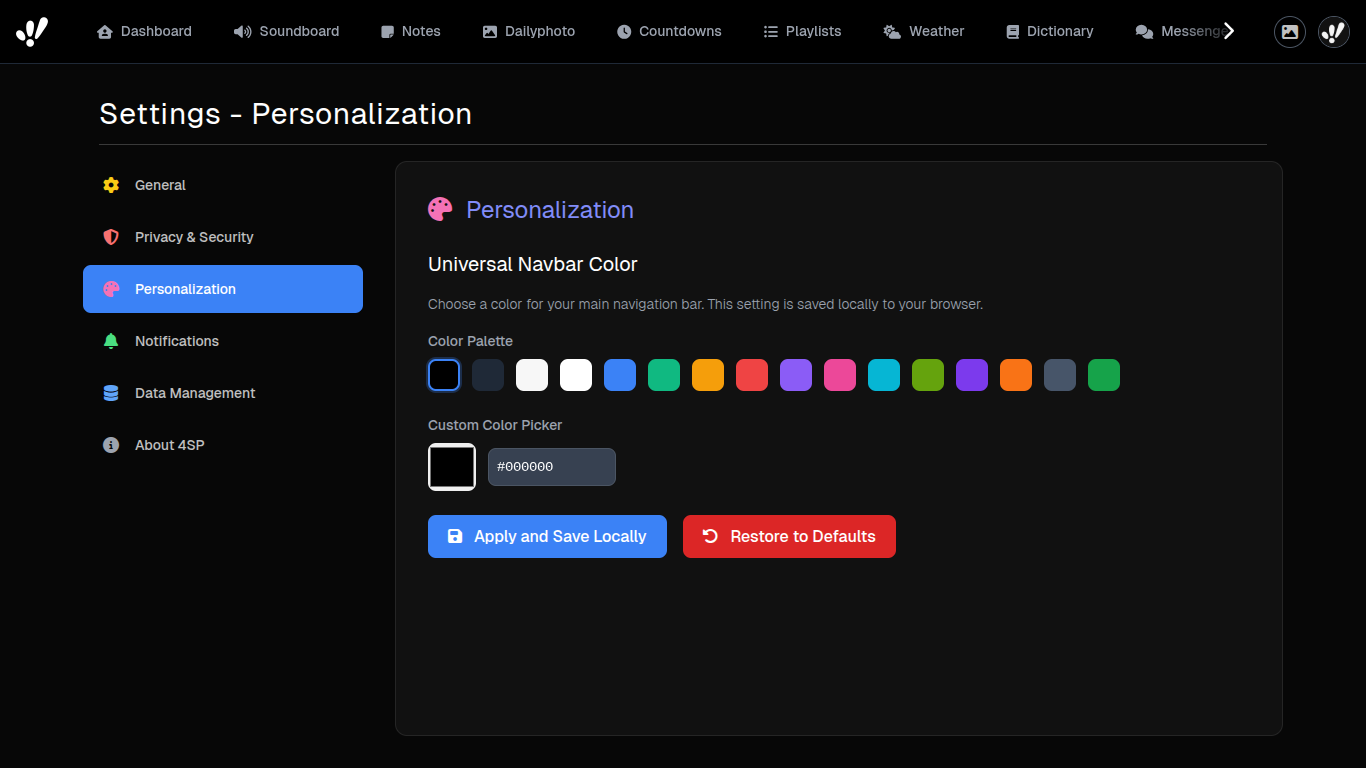 Dashboard Soundboard Notes Dailyphoto Countdowns Playlists Weather Dictionary Messenge
Settings - Personalization
General
Privacy & Security
Personalization
Notifications
Data Management
About 4SP
Personalization
Universal Navbar Color
Choose a color for your main navigation bar. This setting is saved locally to your browser.
Color Palette
Custom Color Picker
#000000
Apply and Save Locally Restore to Defaults